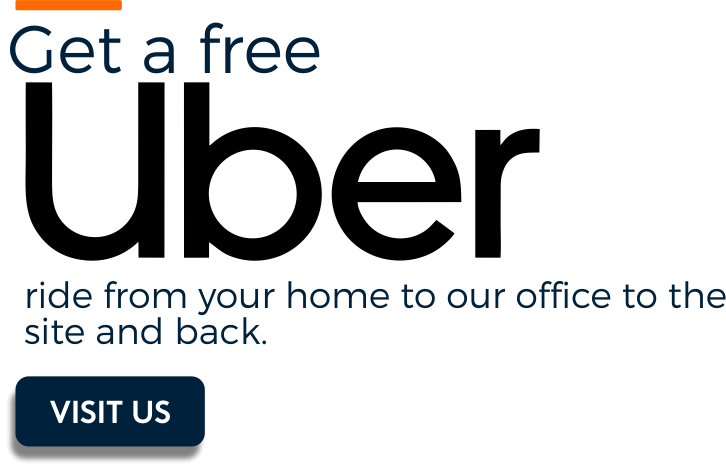 Get a free
Uber
ride from your home to our office to the
site and back.
VISIT US